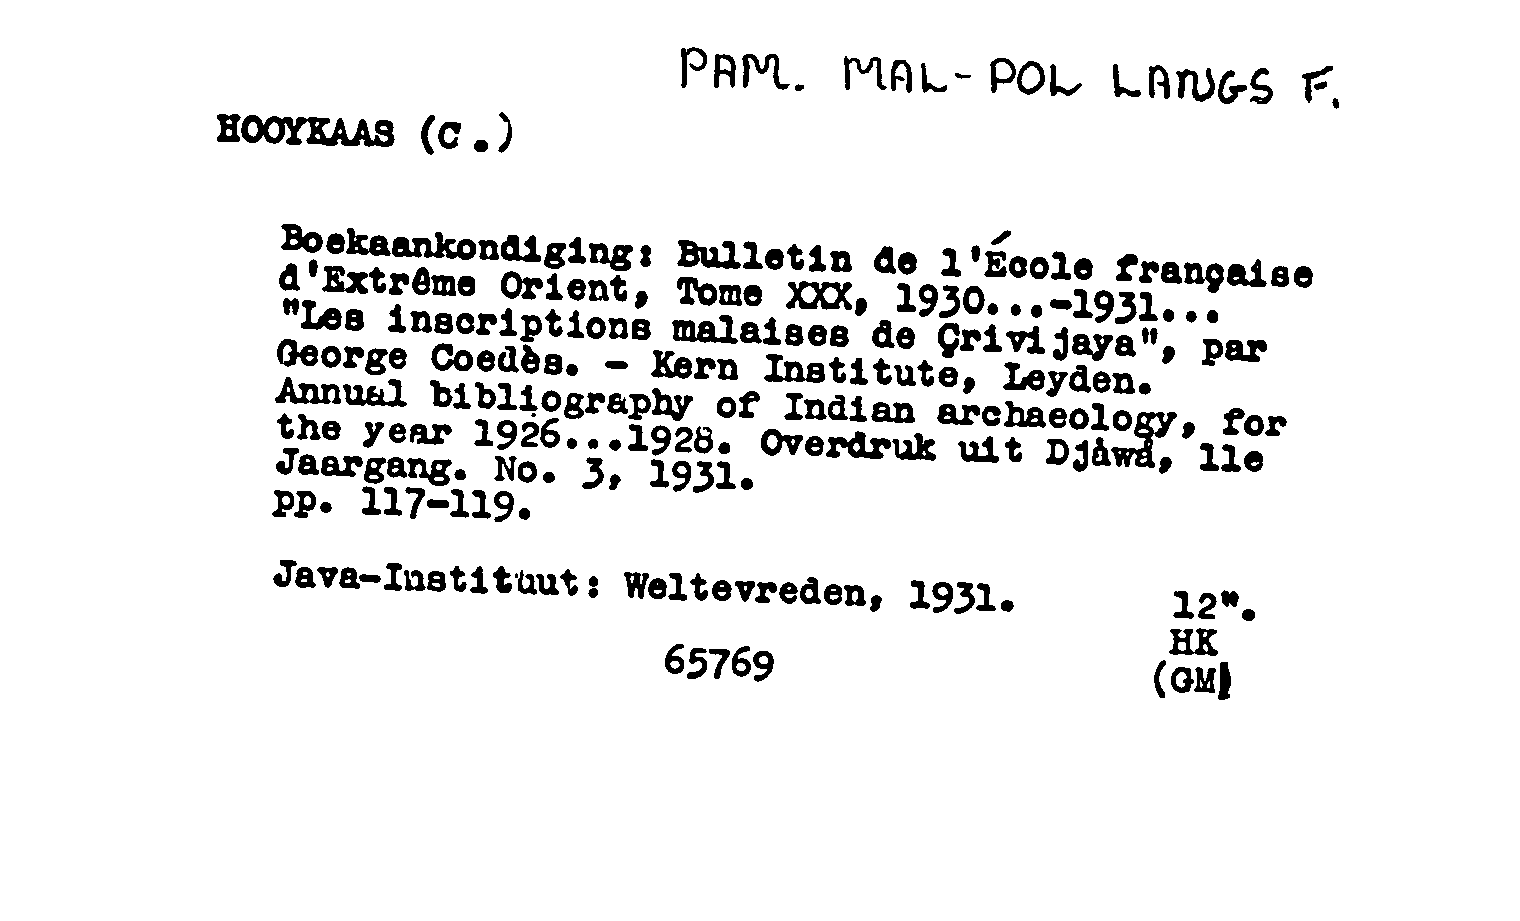 PAM. MAL-POL LANGS F.
HOOYKAAS (C.)
Boekaankondiging: Bulletin de l'École française
d'Extrême Orient, Tome XXX, 1930...-1931...
"Les inscriptions malaises de Çrivijaya", par
George Coedès. - Kern Institute, Leyden.
Annual bibliography of Indian archaeology, for
the year 1926...1928. Overdruk uit Djåwå, 11e
Jaargang. No. 3, 1931.
pp. 117-119.
Java-Instituut: Weltevreden, 1931. 12".
HK
65769 (GM)